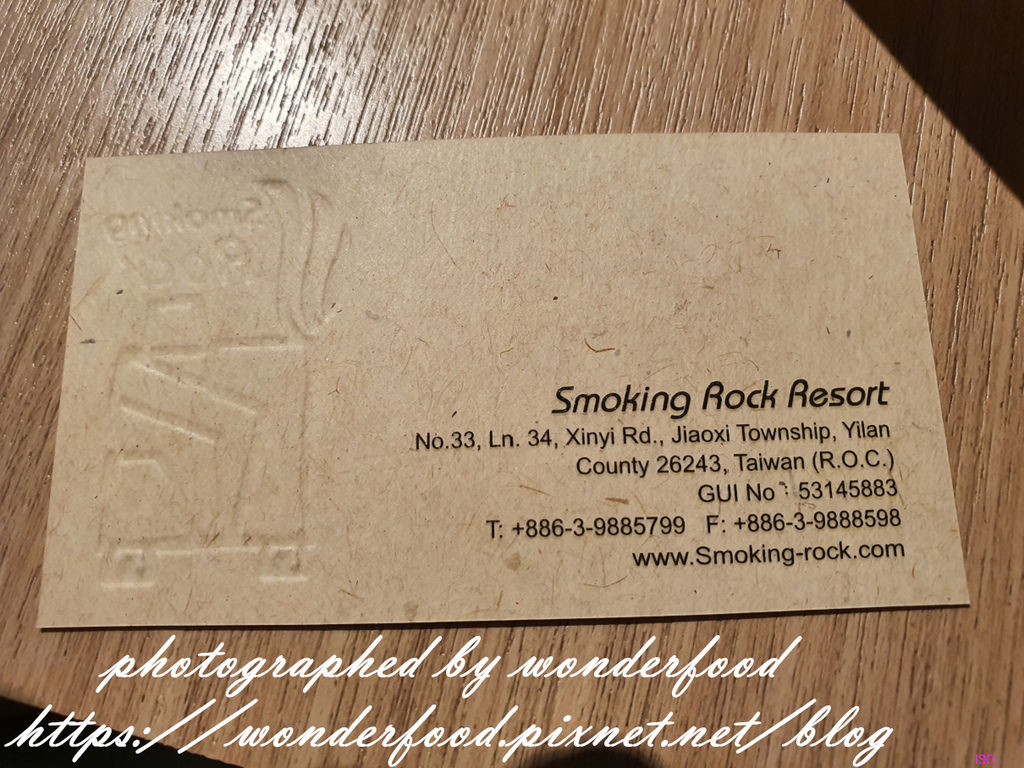 Smoking
Smoking Rock Resort
No.33, Ln. 34, Xinyi Rd., Jiaoxi Township, Yilan
County 26243, Taiwan (R.O.C.)
GUI No : 53145883
T: +886-3-9885799 F: +886-3-9888598
www.Smoking-rock.com
photographed by wonderfood
https://wonderfood.pixnet.net/blog